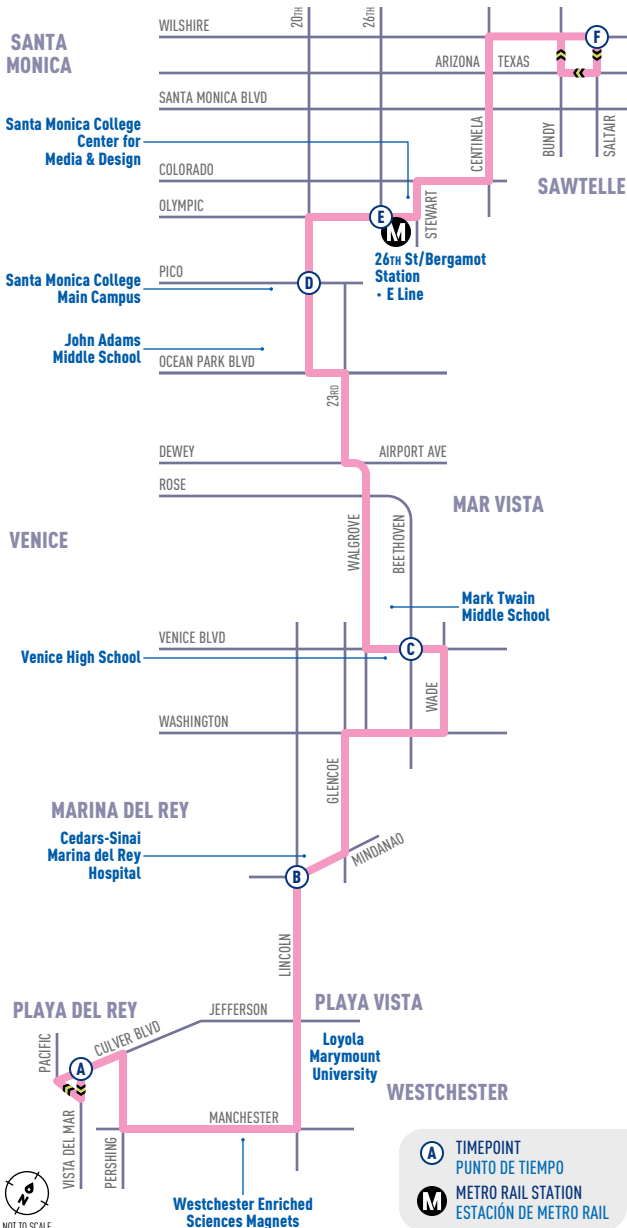 SANTA
MONICA
WILSHIRE
20TH
26TH
F
ARIZONA
TEXAS
SANTA MONICA BLVD
Santa Monica College
Center for
Media & Design
CENTINELA
BUNDY
SALTAIR
COLORADO
SAWTELLE
OLYMPIC
E
STEWART
M
26TH St/Bergamot
Station
• E Line
PICO
D
Santa Monica College
Main Campus
John Adams
Middle School
OCEAN PARK BLVD
23RD
DEWEY
AIRPORT AVE
ROSE
MAR VISTA
VENICE
WALGROVE
BEETHOVEN
Mark Twain
Middle School
VENICE BLVD
C
Venice High School
WADE
WASHINGTON
GLENCOE
MARINA DEL REY
Cedars-Sinai
Marina del Rey
Hospital
MINDANAO
B
LINCOLN
PLAYA DEL REY
JEFFERSON
PLAYA VISTA
PACIFIC
CULVER BLVD
A
Loyola
Marymount
University
WESTCHESTER
VISTA DEL MAR
PERSHING
MANCHESTER
Westchester Enriched
Sciences Magnets
N
NOT TO SCALE
A TIMEPOINT
PUNTO DE TIEMPO
M METRO RAIL STATION
ESTACIÓN DE METRO RAIL